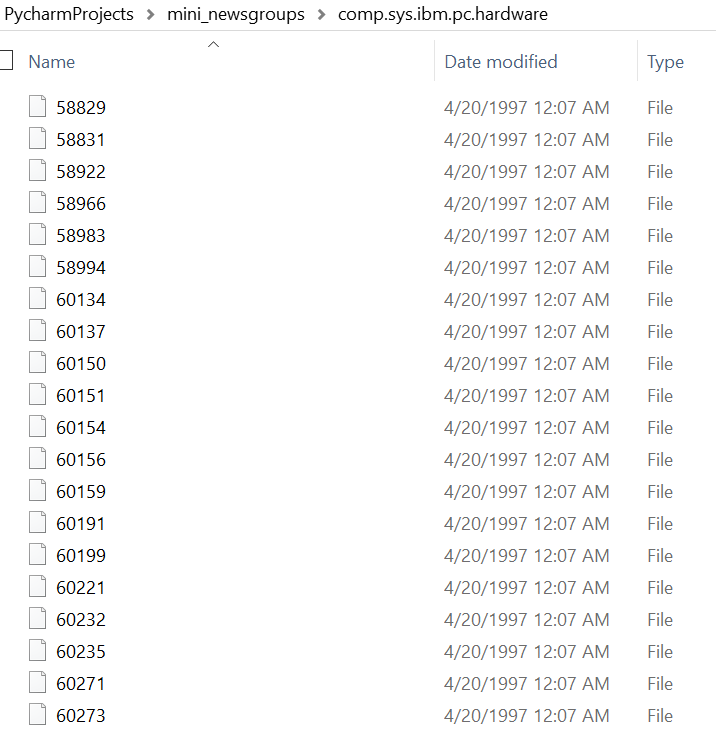 PycharmProjects > mini_newsgroups > comp.sys.ibm.pc.hardware
Name Date modified Type
58829 4/20/1997 12:07 AM File
58831 4/20/1997 12:07 AM File
58922 4/20/1997 12:07 AM File
58966 4/20/1997 12:07 AM File
58983 4/20/1997 12:07 AM File
58994 4/20/1997 12:07 AM File
60134 4/20/1997 12:07 AM File
60137 4/20/1997 12:07 AM File
60150 4/20/1997 12:07 AM File
60151 4/20/1997 12:07 AM File
60154 4/20/1997 12:07 AM File
60156 4/20/1997 12:07 AM File
60159 4/20/1997 12:07 AM File
60191 4/20/1997 12:07 AM File
60199 4/20/1997 12:07 AM File
60221 4/20/1997 12:07 AM File
60232 4/20/1997 12:07 AM File
60235 4/20/1997 12:07 AM File
60271 4/20/1997 12:07 AM File
60273 4/20/1997 12:07 AM File